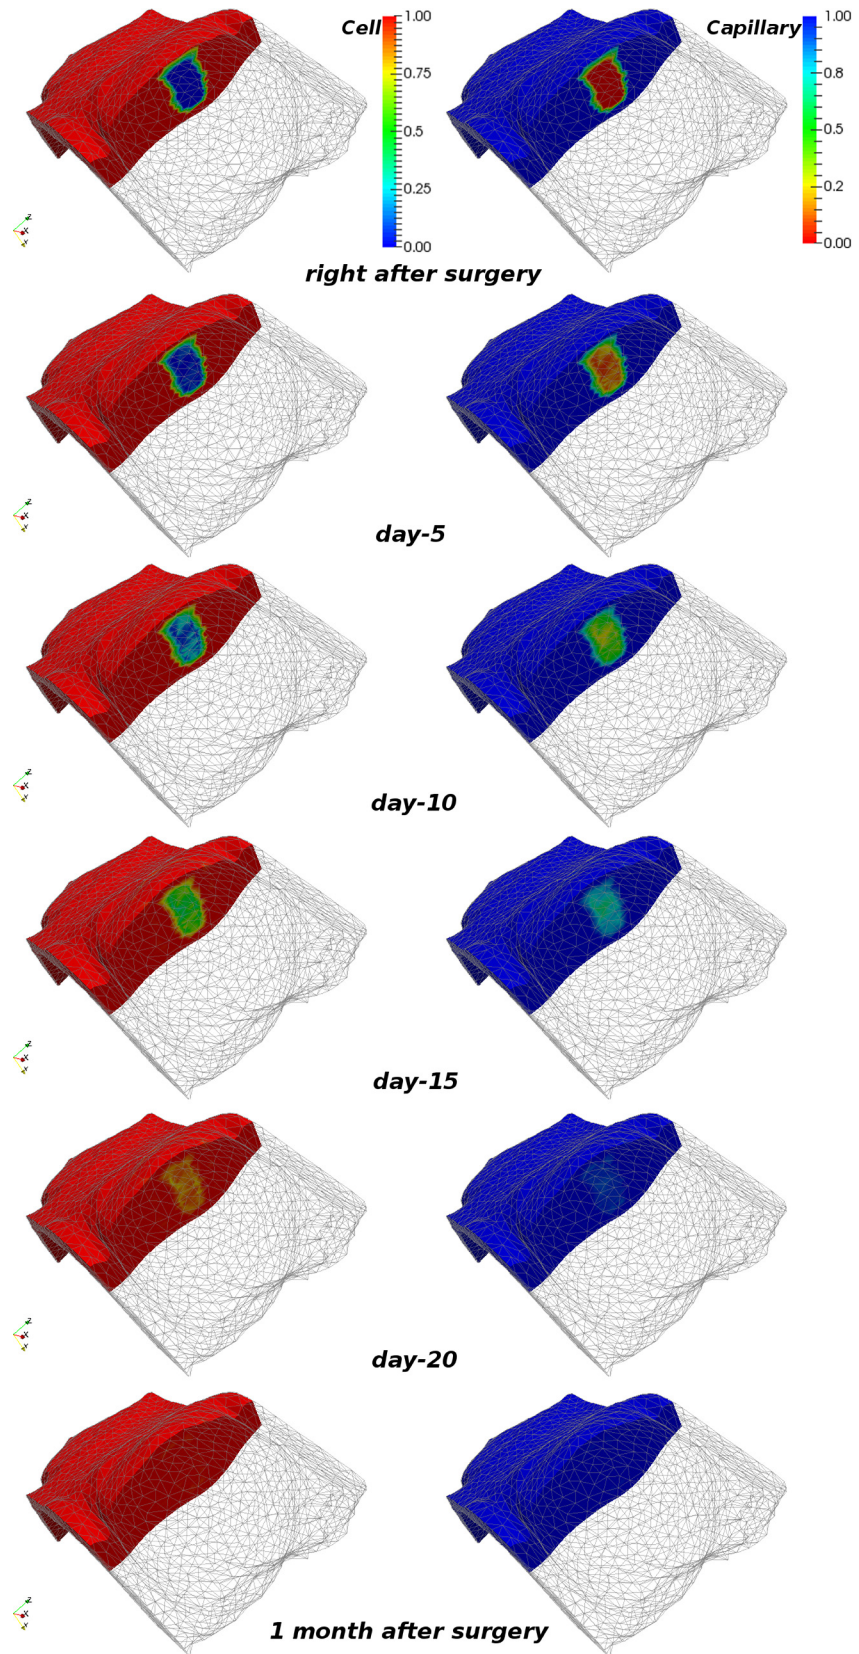 Cell
1.00
0.75
0.5
0.25
0.00
Capillary
1.00
0.8
0.5
0.2
0.00
Z
X
Y
right after surgery
Z
X
Y
day-5
Z
X
Y
day-10
Z
X
Y
day-15
Z
X
Y
day-20
Z
X
Y
1 month after surgery